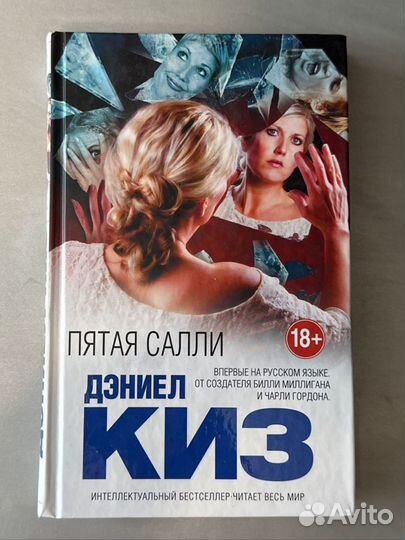 ПЯТАЯ САЛЛИ
18+
ВПЕРВЫЕ НА РУССКОМ ЯЗЫКЕ.
ОТ СОЗДАТЕЛЯ БИЛЛИ МИЛЛИГАНА
И ЧАРЛИ ГОРДОНА.
ДЭНИЕЛ
КИЗ
ИНТЕЛЛЕКТУАЛЬНЫЙ БЕСТСЕЛЛЕР·ЧИТАЕТ ВЕСЬ МИР
Avito